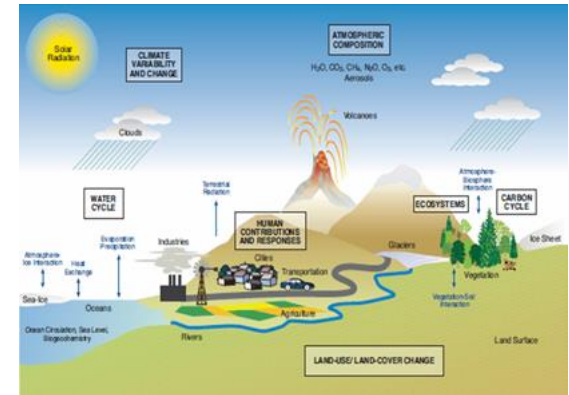 Solar
Radiation
CLIMATE
VARIABILITY
AND CHANGE
ATMOSPHERIC
COMPOSITION
H₂O, CO₂, CH₄, N₂O, O₃, etc.
Aerosols
Volcanoes
Clouds
Atmosphere-
Biosphere
Interaction
Terrestrial
Radiation
WATER
CYCLE
ECOSYSTEMS
CARBON
CYCLE
HUMAN
CONTRIBUTIONS
AND RESPONSES
Evaporation
Precipitation
Industries
Cities
Glaciers
Ice Sheet
Atmosphere-
Ice Interaction
Heat
Exchange
Transportation
Vegetation
Sea-Ice
Oceans
Vegetation-Soil
Interaction
Agriculture
Ocean Circulation, Sea Level,
Biogeochemistry
Rivers
Land Surface
LAND-USE/ LAND-COVER CHANGE